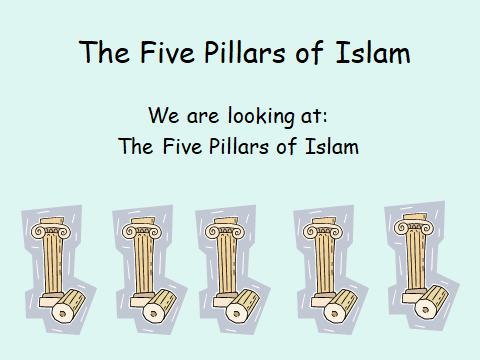 The Five Pillars of Islam
We are looking at:
The Five Pillars of Islam